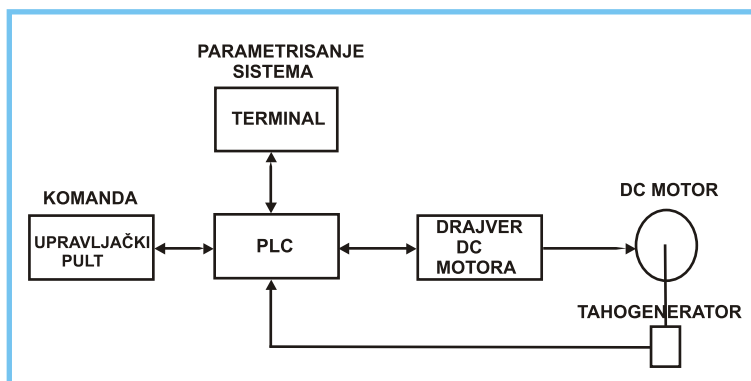 PARAMETRISANJE
SISTEMA
TERMINAL
KOMANDA
UPRAVLJAČKI
PULT
PLC
DRAJVER
DC
MOTORA
DC MOTOR
TAHOGENERATOR